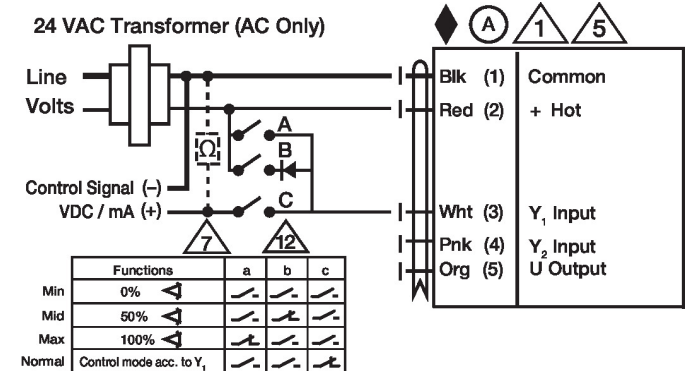 24 VAC Transformer (AC Only)
A 1 5
Line
Volts
Blk (1) Common
Red (2) + Hot
A
Ω
B
Control Signal (–)
C
VDC / mA (+)
Wht (3) Y1 Input
7 12
Pnk (4) Y2 Input
Org (5) U Output
Functions a b c
Min 0%
Mid 50%
Max 100%
Normal Control mode acc. to Y1